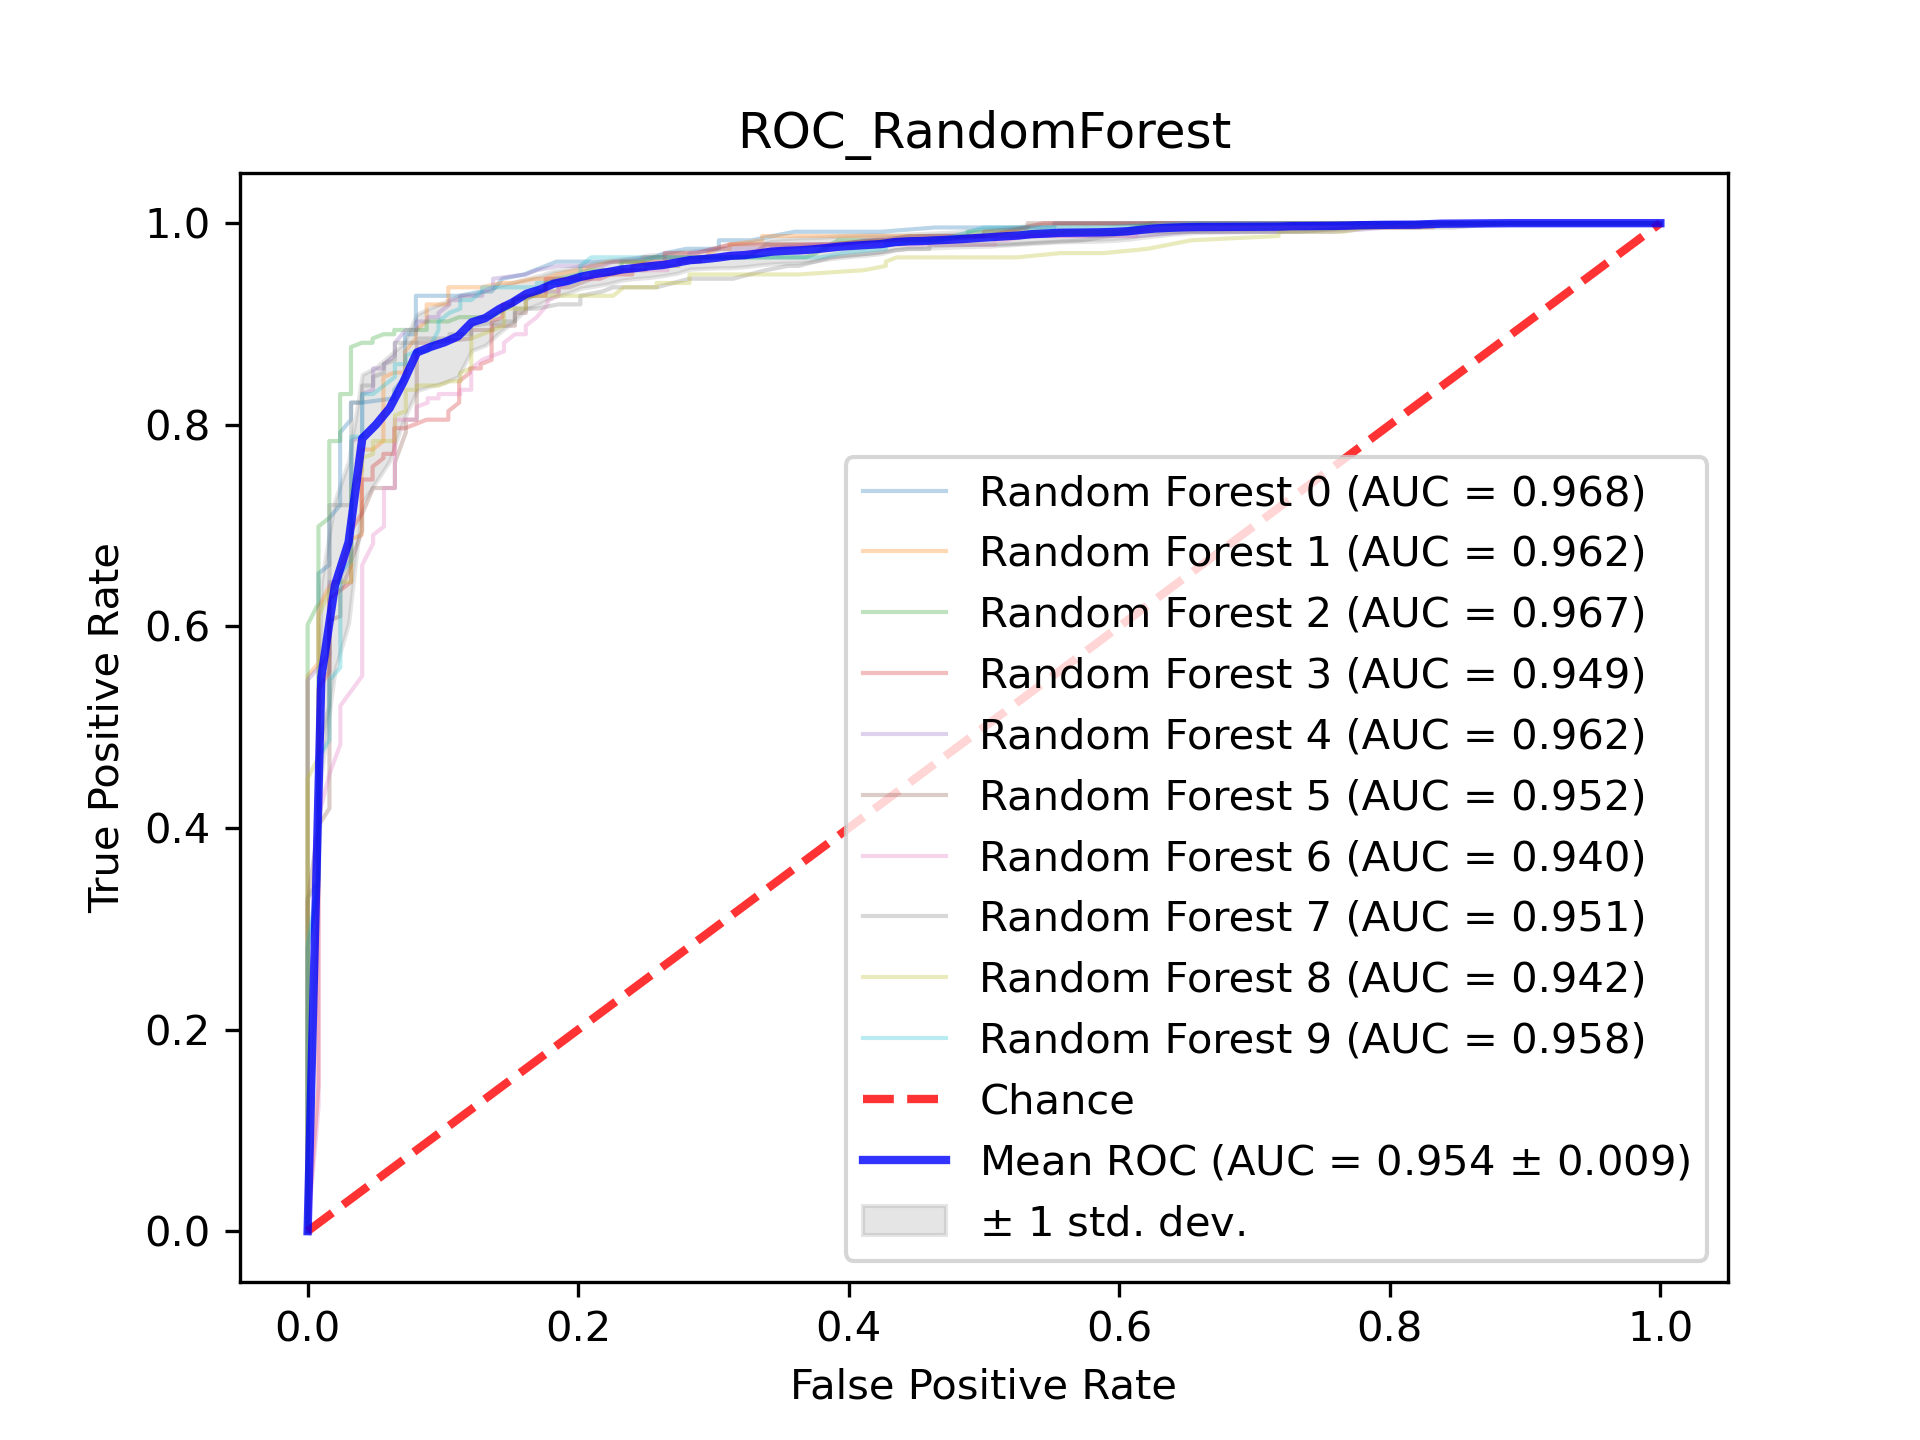 ROC_RandomForest
1.0
0.8
0.6
0.4
0.2
0.0
True Positive Rate
Random Forest 0 (AUC = 0.968)
Random Forest 1 (AUC = 0.962)
Random Forest 2 (AUC = 0.967)
Random Forest 3 (AUC = 0.949)
Random Forest 4 (AUC = 0.962)
Random Forest 5 (AUC = 0.952)
Random Forest 6 (AUC = 0.940)
Random Forest 7 (AUC = 0.951)
Random Forest 8 (AUC = 0.942)
Random Forest 9 (AUC = 0.958)
Chance
Mean ROC (AUC = 0.954 ± 0.009)
± 1 std. dev.
0.0 0.2 0.4 0.6 0.8 1.0
False Positive Rate